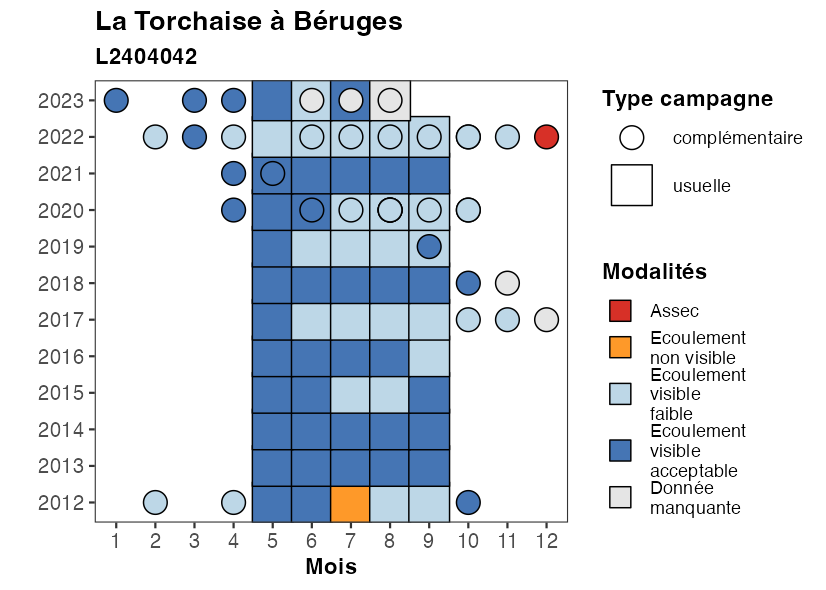 La Torchaise à Béruges
L2404042
2023
2022
2021
2020
2019
2018
2017
2016
2015
2014
2013
2012
1 2 3 4 5 6 7 8 9 10 11 12
Mois
Type campagne
complémentaire
usuelle
Modalités
Assec
Ecoulement
non visible
Ecoulement
visible
faible
Ecoulement
visible
acceptable
Donnée
manquante